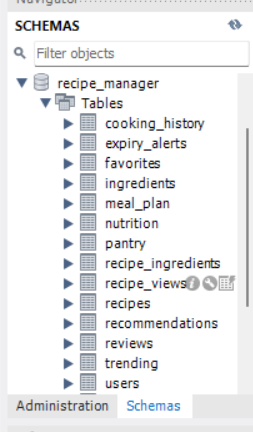 Navigator
SCHEMAS
Filter objects
recipe_manager
Tables
cooking_history
expiry_alerts
favorites
ingredients
meal_plan
nutrition
pantry
recipe_ingredients
recipe_views
recipes
recommendations
reviews
trending
users
Administration Schemas